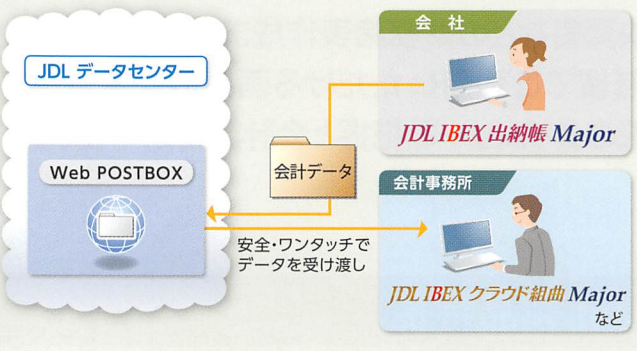 JDL データセンター
Web POSTBOX
会計データ
安全・ワンタッチで
データを受け渡し
会社
JDL IBEX 出納帳 Major
会計事務所
JDL IBEX クラウド組曲 Major
など